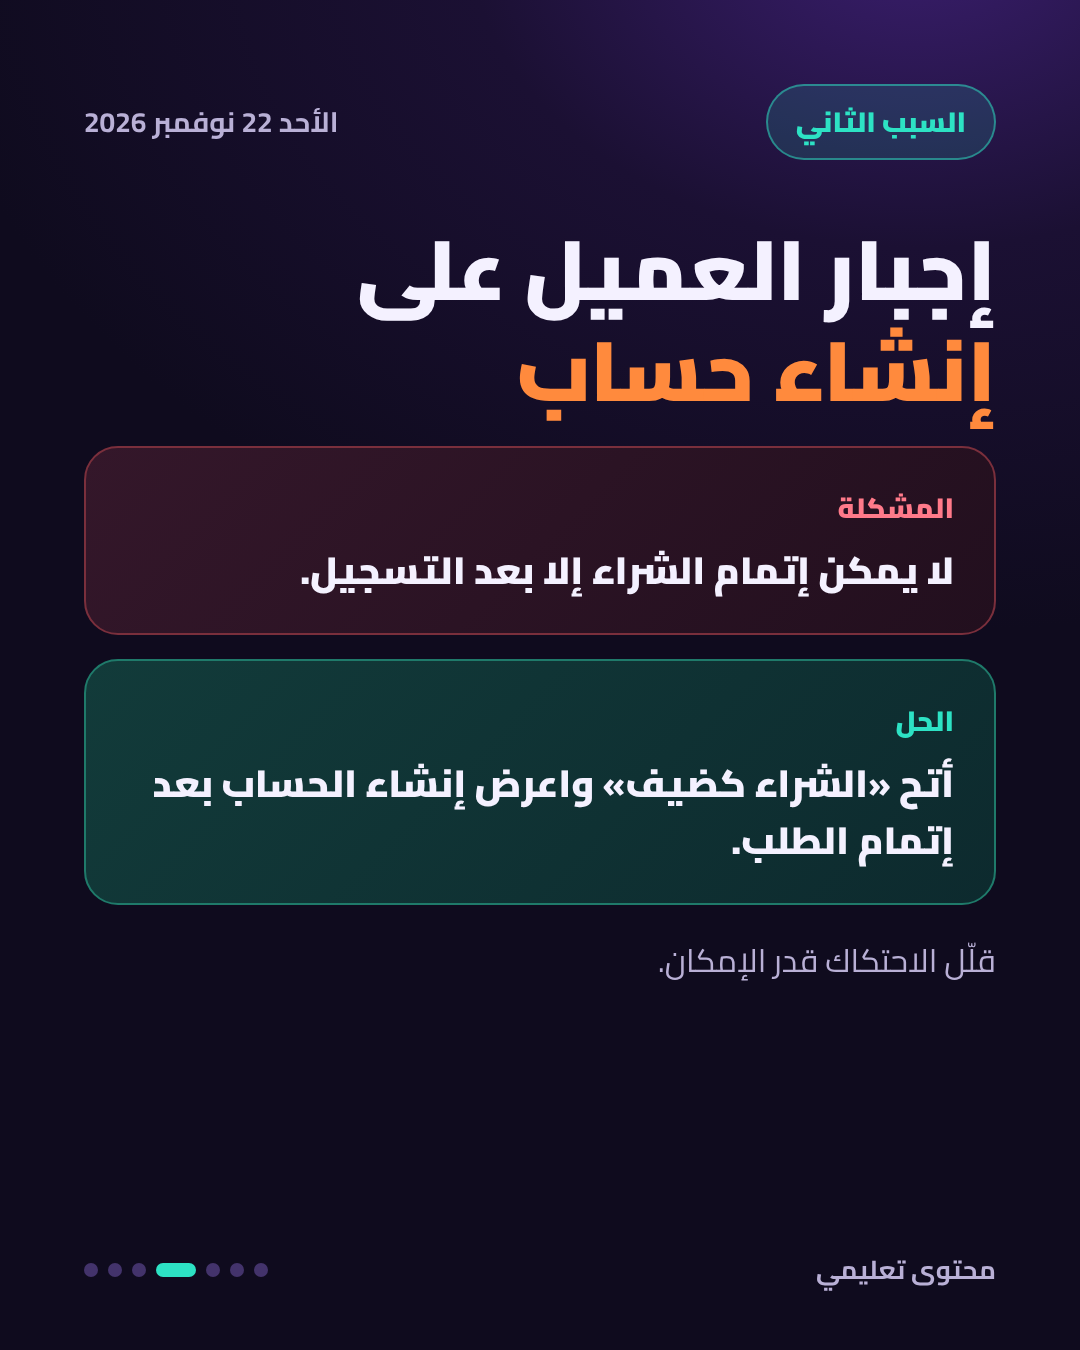 السبب الثاني
الأحد 22 نوفمبر 2026
إجبار العميل على
إنشاء حساب
المشكلة
لا يمكن إتمام الشراء إلا بعد التسجيل.
الحل
أتح «الشراء كضيف» واعرض إنشاء الحساب بعد
إتمام الطلب.
قلّل الاحتكاك قدر الإمكان.
محتوى تعليمي